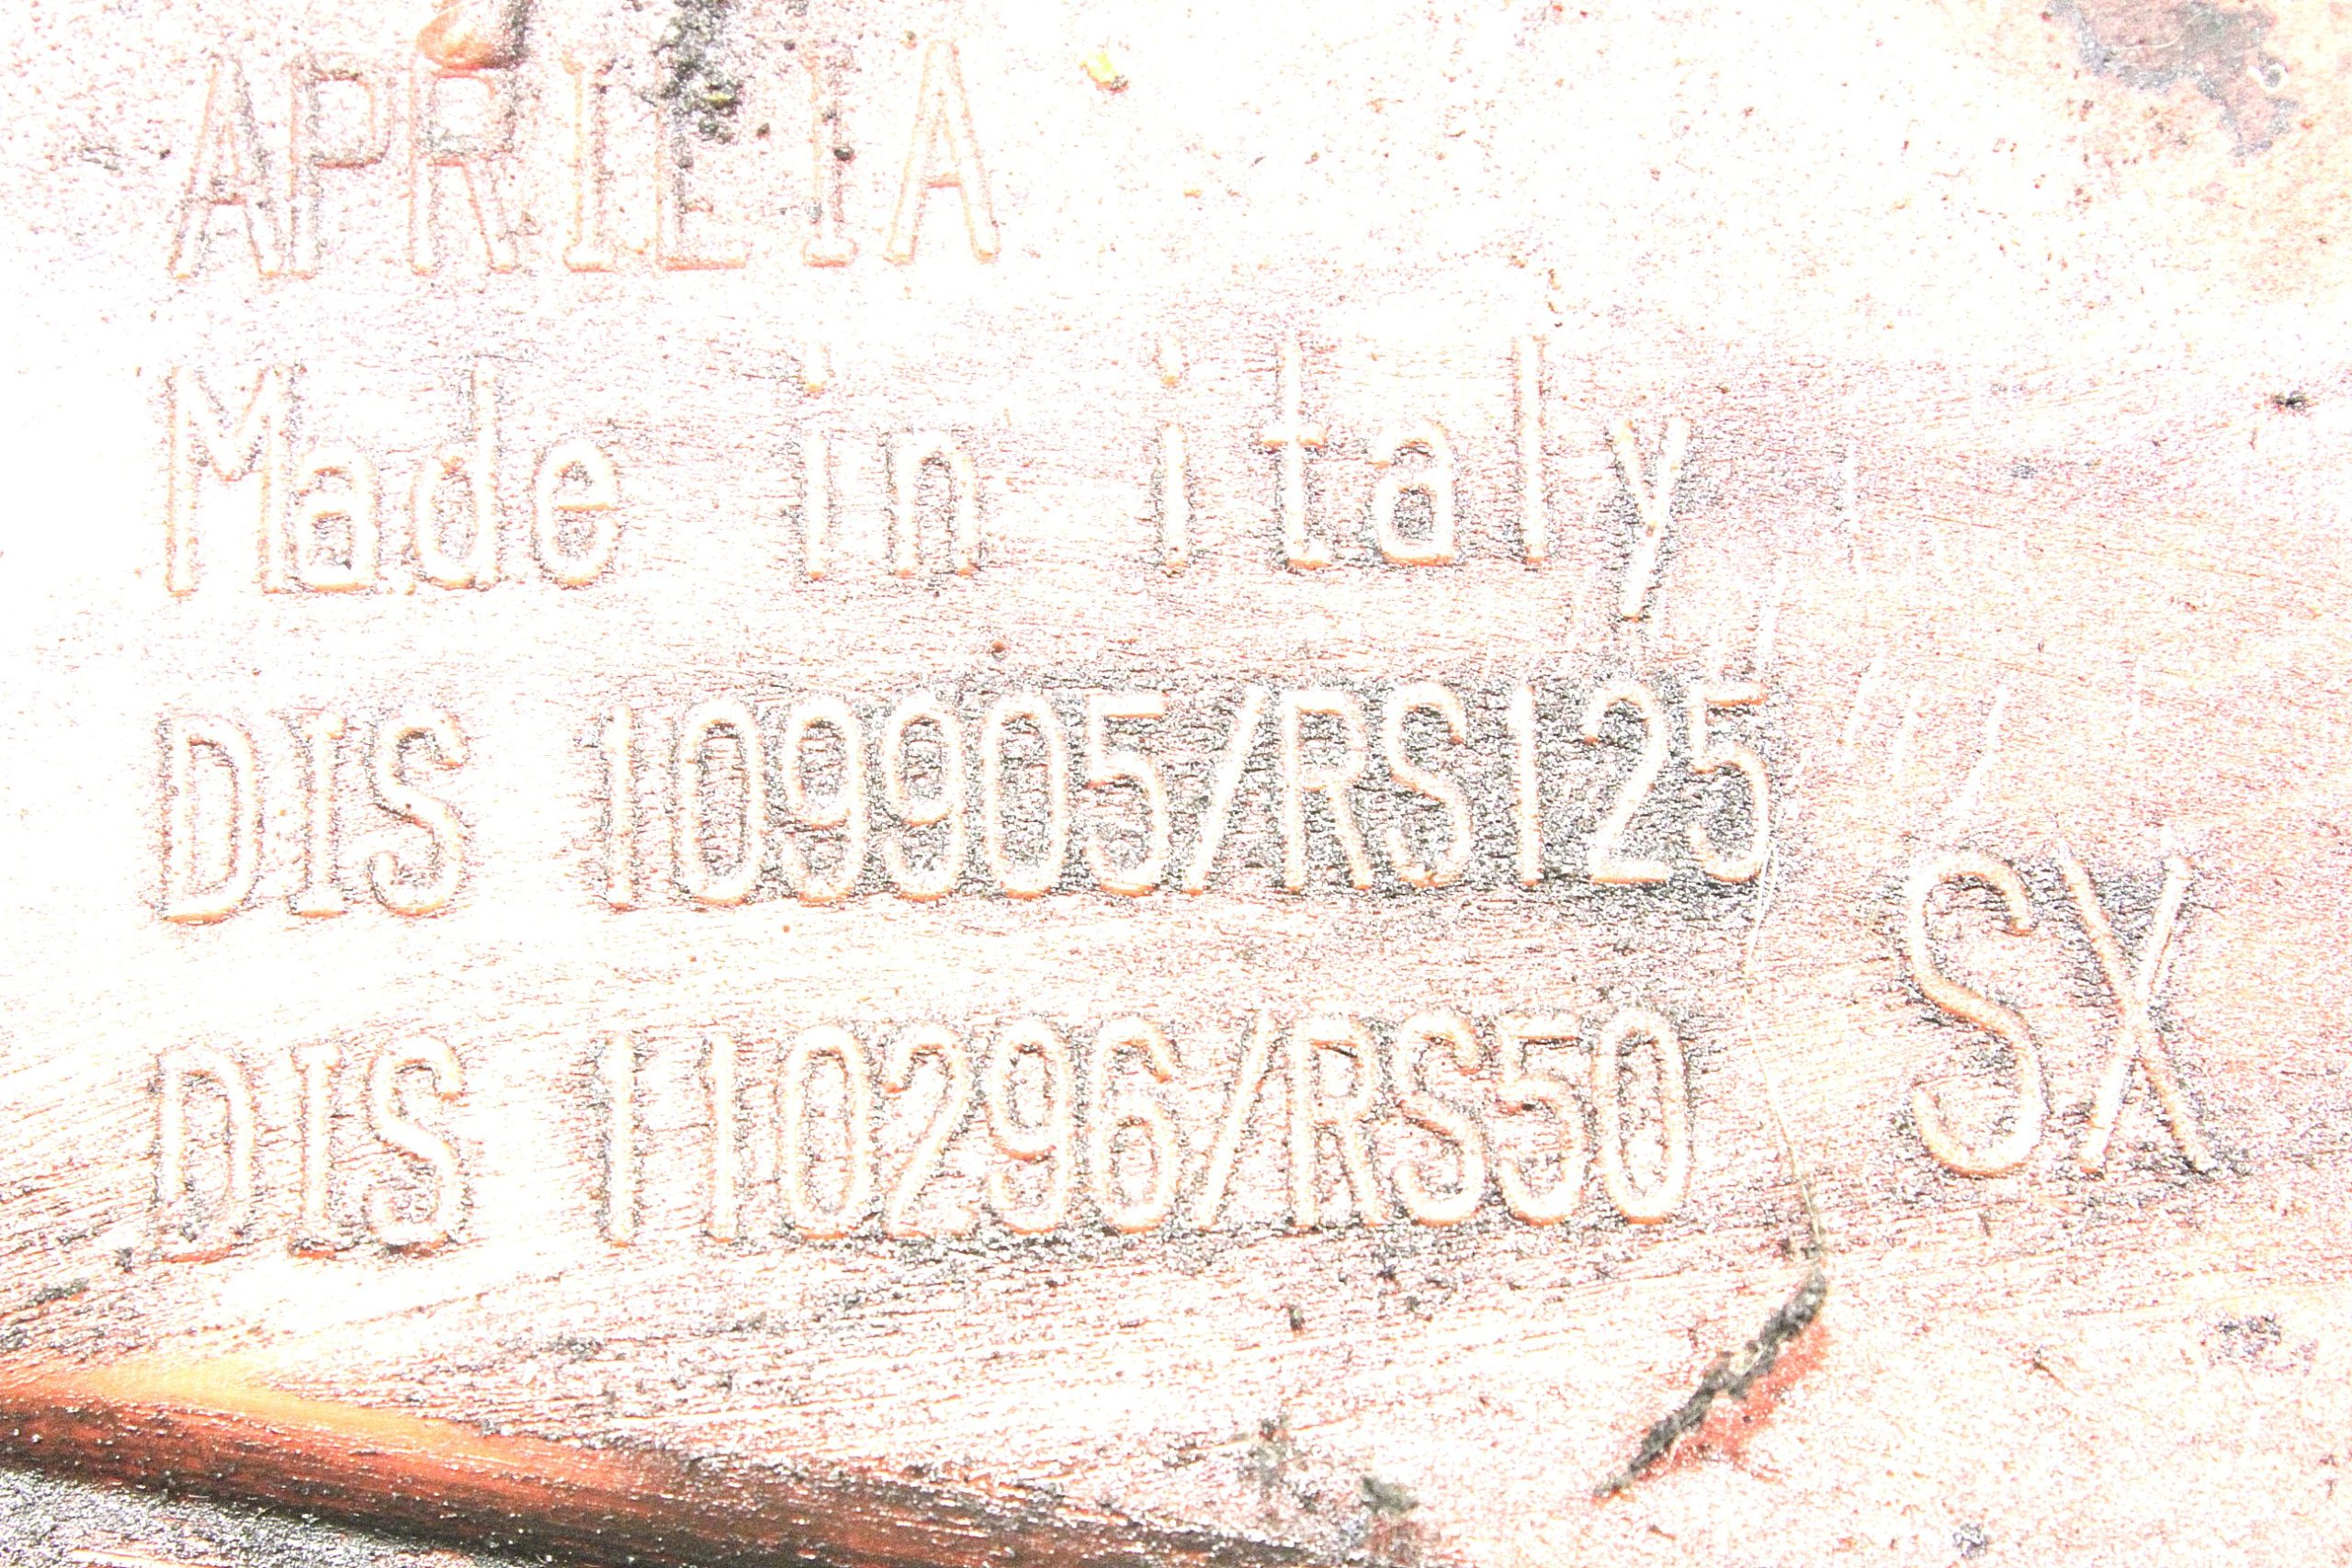 APRILIA
Made in italy
DIS 109905/RS125
SX
DIS 110296/RS50